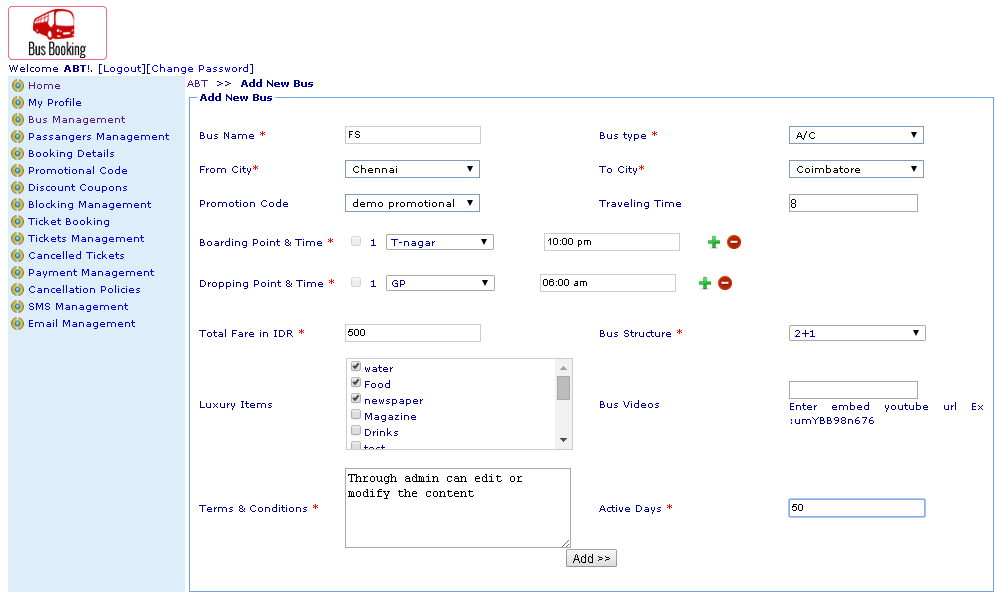 Bus Booking
Welcome ABT!. [Logout][Change Password]
Home
My Profile
Bus Management
Passangers Management
Booking Details
Promotional Code
Discount Coupons
Blocking Management
Ticket Booking
Tickets Management
Cancelled Tickets
Payment Management
Cancellation Policies
SMS Management
Email Management
ABT >> Add New Bus
Add New Bus
Bus Name * FS Bus type * A/C
From City* Chennai To City* Coimbatore
Promotion Code demo promotional Traveling Time 8
Boarding Point & Time * 1 T-nagar 10:00 pm
Dropping Point & Time * 1 GP 06:00 am
Total Fare in IDR * 500 Bus Structure * 2+1
Luxury Items
water
Food
newspaper
Magazine
Drinks
test
Bus Videos
Enter embed youtube url Ex
:umYBB98n676
Terms & Conditions *
Through admin can edit or
modify the content
Active Days * 50
Add >>